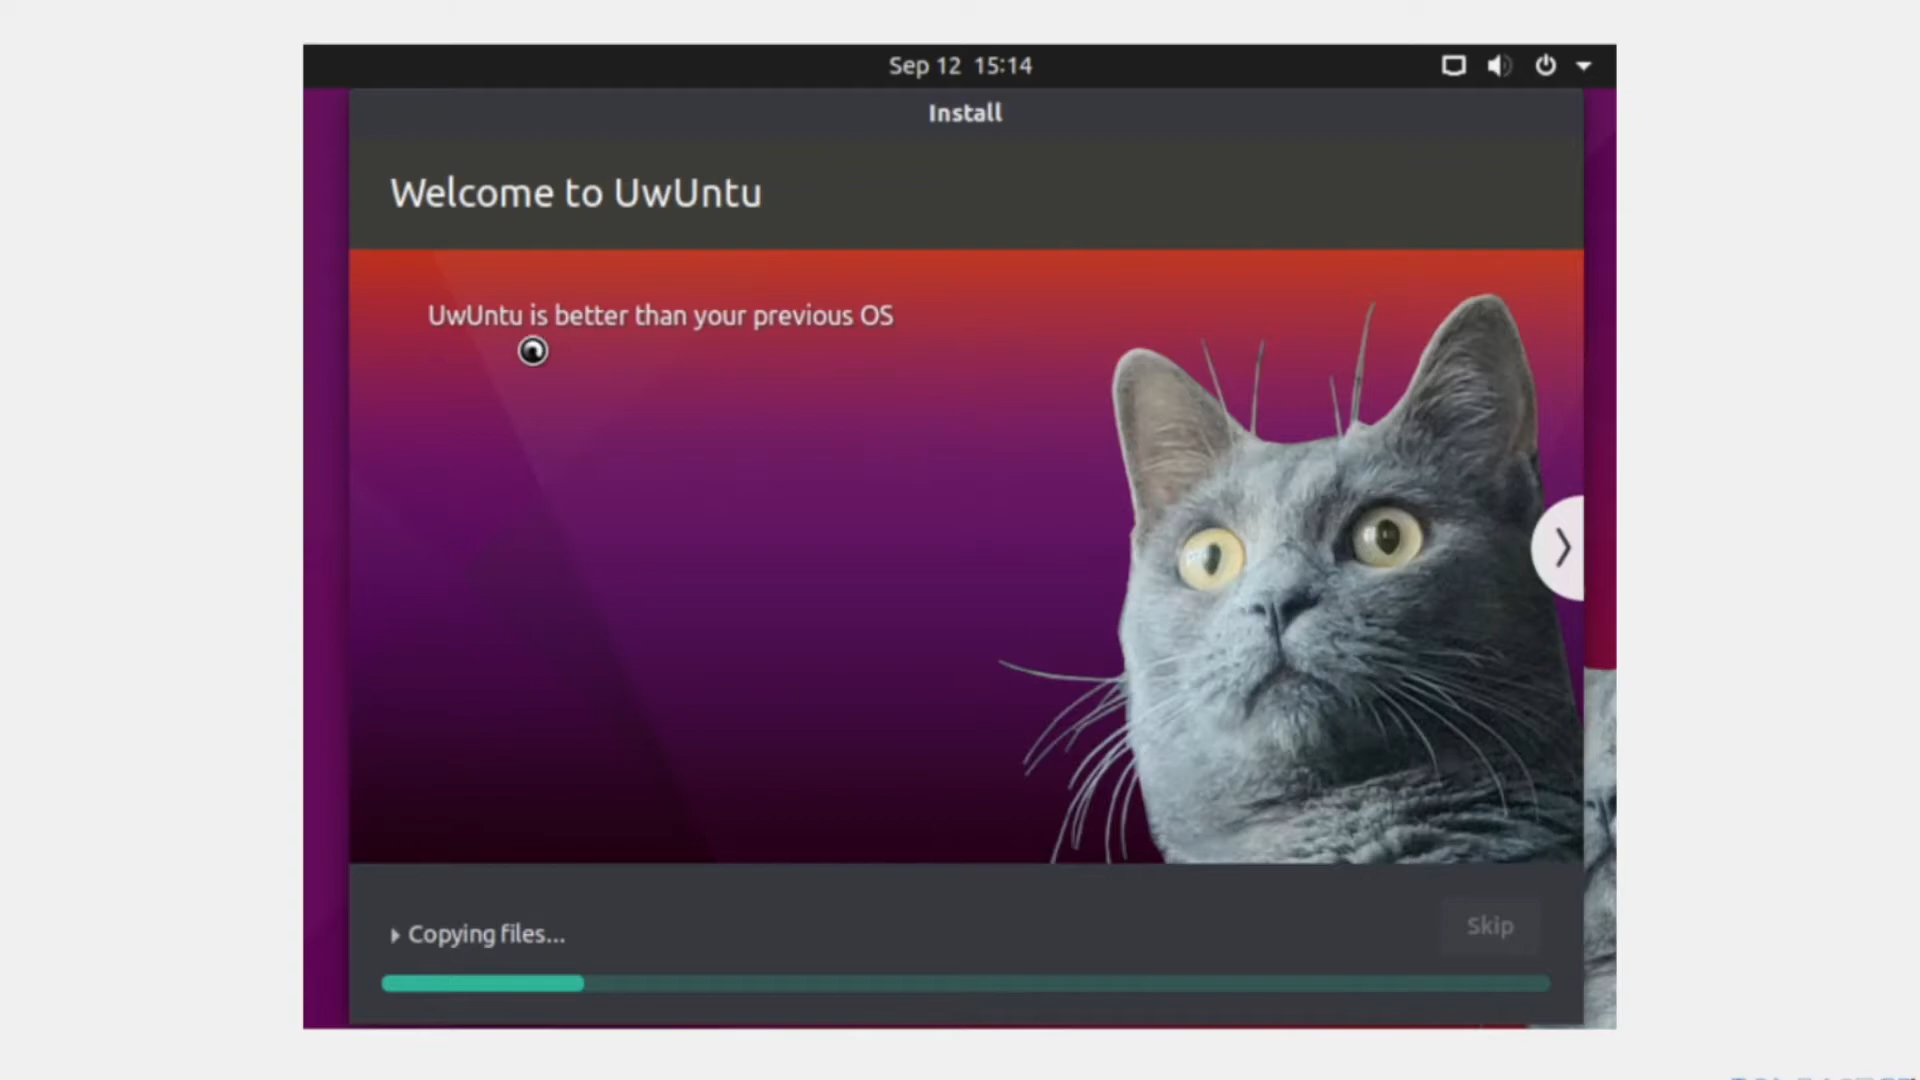 Sep 12 15:14
Install
Welcome to UwUntu
UwUntu is better than your previous OS
Copying files...
Skip